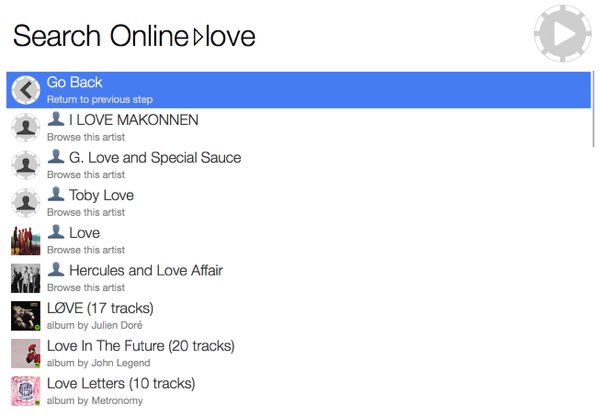 Search Online▷love
Go Back
Return to previous step
I LOVE MAKONNEN
Browse this artist
G. Love and Special Sauce
Browse this artist
Toby Love
Browse this artist
Love
Browse this artist
Hercules and Love Affair
Browse this artist
LØVE (17 tracks)
album by Julien Doré
Love In The Future (20 tracks)
album by John Legend
Love Letters (10 tracks)
album by Metronomy